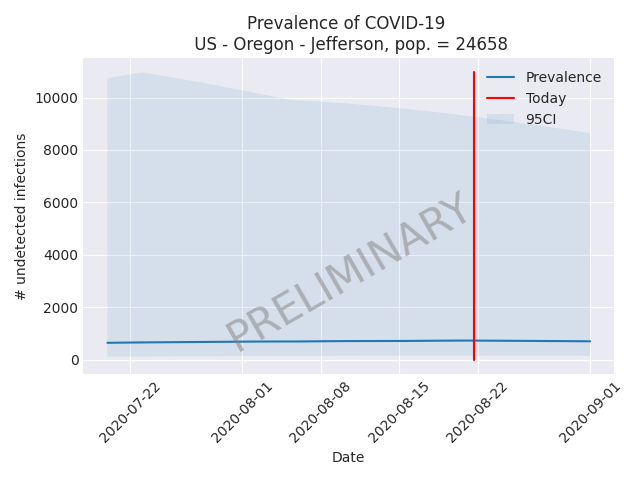 Prevalence of COVID-19
US - Oregon - Jefferson, pop. = 24658
Prevalence
Today
95CI
10000
8000
6000
4000
2000
0
# undetected infections
PRELIMINARY
2020-07-22
2020-08-01
2020-08-08
2020-08-15
2020-08-22
2020-09-01
Date